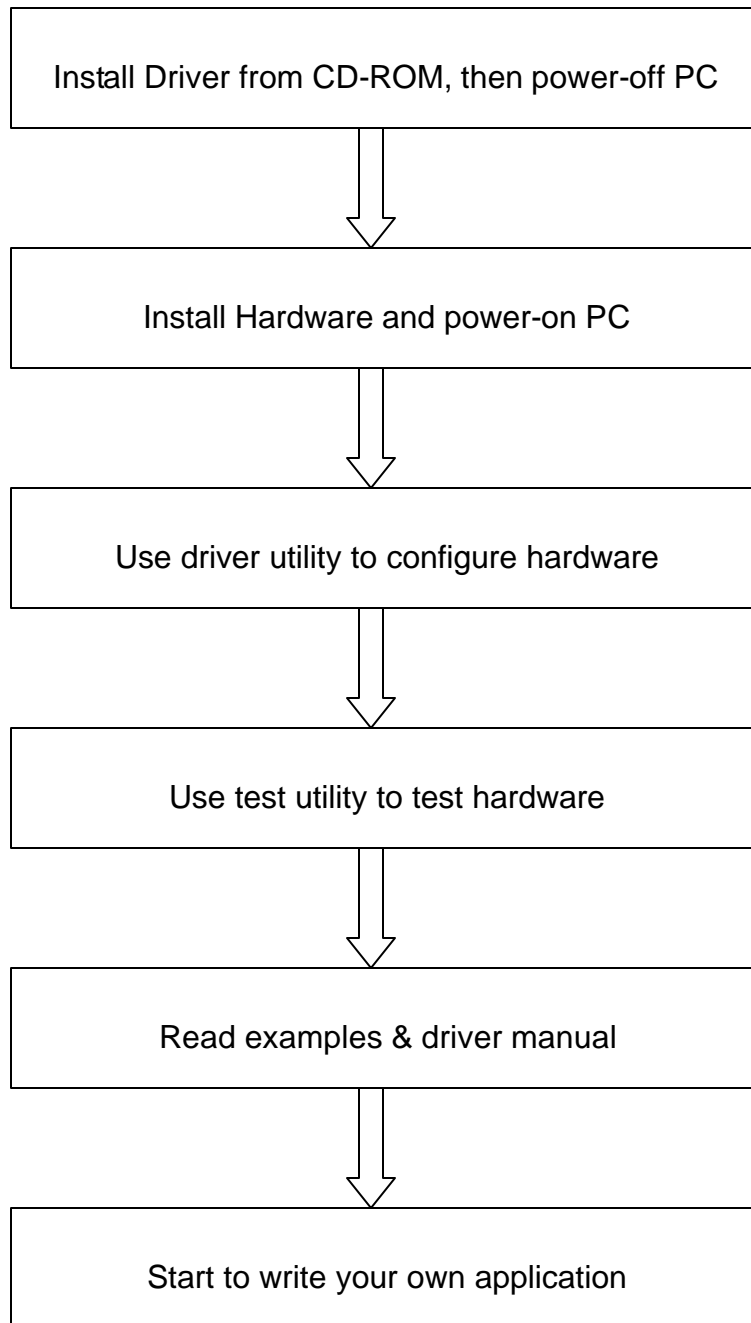 Install Driver from CD-ROM, then power-off PC
Install Hardware and power-on PC
Use driver utility to configure hardware
Use test utility to test hardware
Read examples & driver manual
Start to write your own application